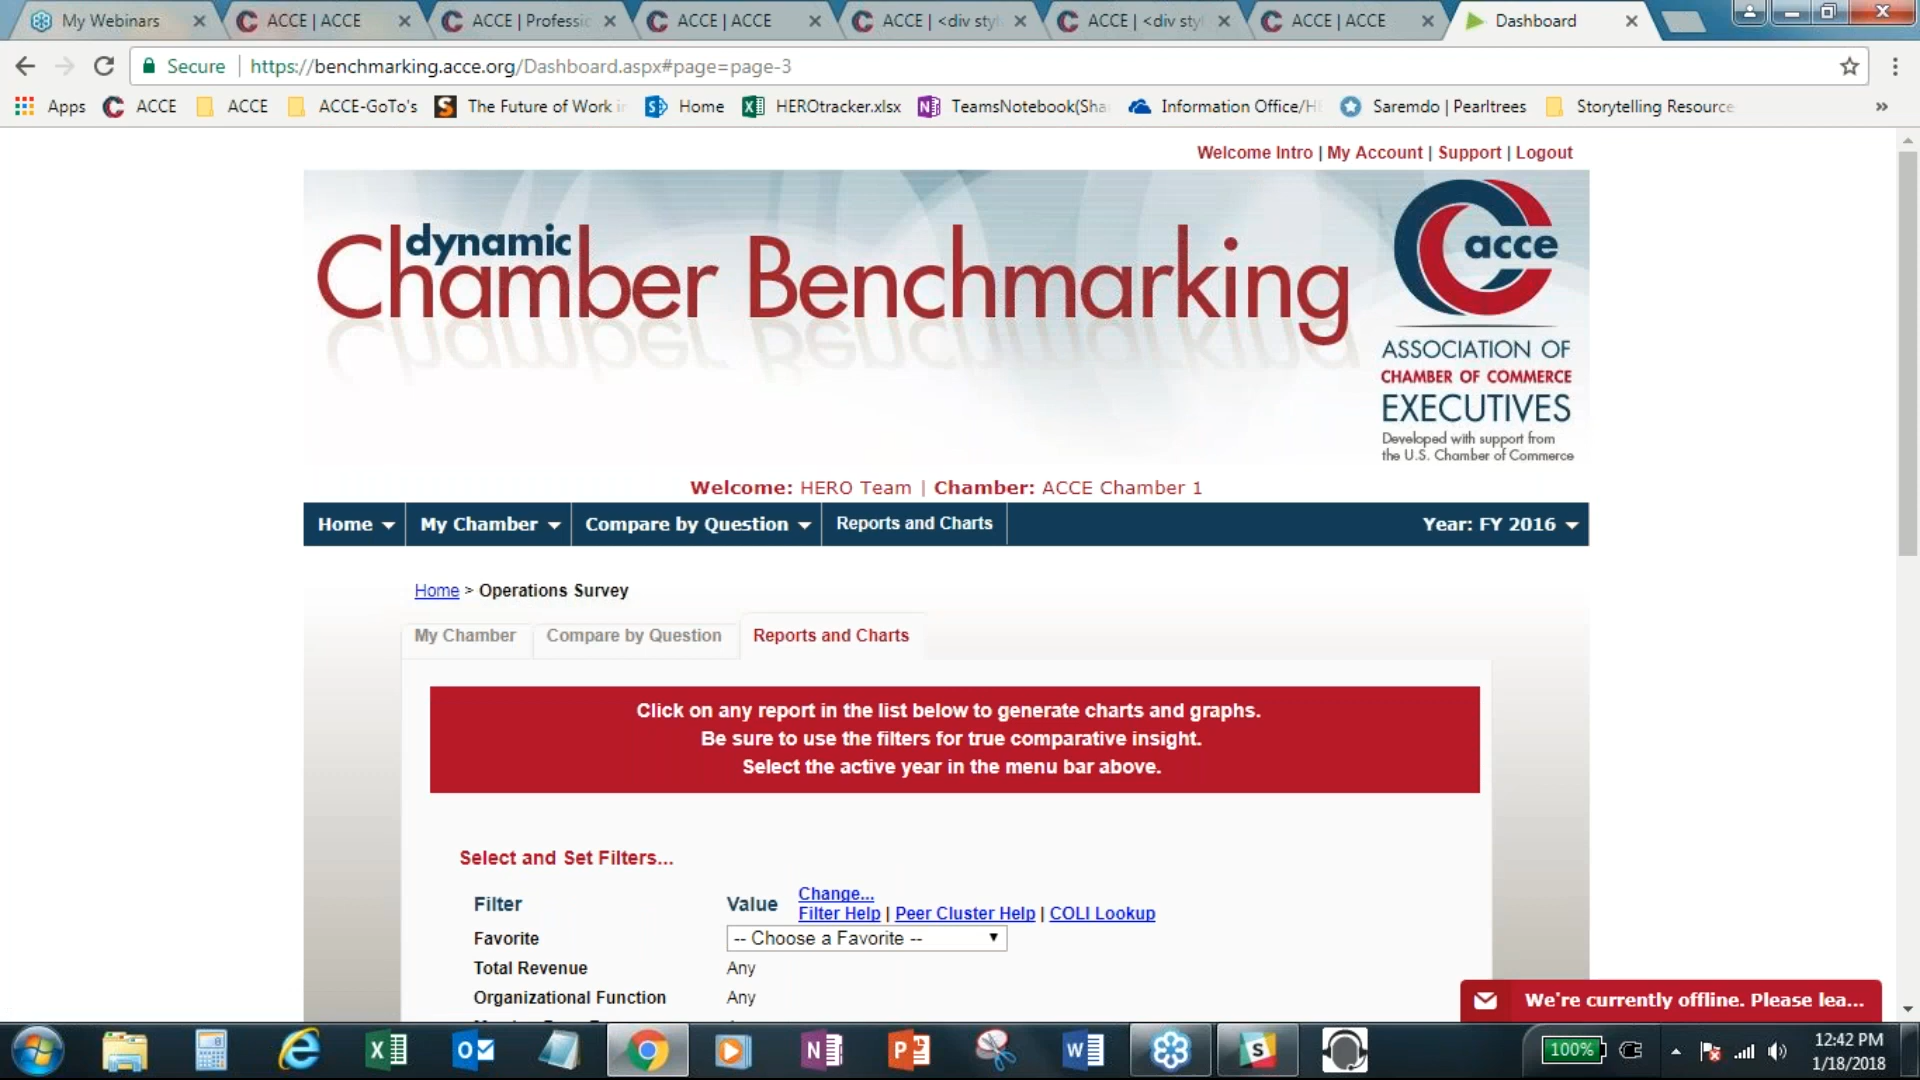 My Webinars
ACCE | ACCE
ACCE | Professic
ACCE | ACCE
ACCE | <div styl
ACCE | <div styl
ACCE | ACCE
Dashboard
Secure | https://benchmarking.acce.org/Dashboard.aspx#page=page-3
Apps
ACCE
ACCE
ACCE-GoTo's
The Future of Work i
Home
HEROtracker.xlsx
TeamsNotebook(Sha
Information Office/H
Saremdo | Pearltrees
Storytelling Resource
»
Welcome Intro | My Account | Support | Logout
dynamic
Chamber Benchmarking
acce
ASSOCIATION OF
CHAMBER OF COMMERCE
EXECUTIVES
Developed with support from
the U.S. Chamber of Commerce
Welcome: HERO Team | Chamber: ACCE Chamber 1
Home
My Chamber
Compare by Question
Reports and Charts
Year: FY 2016
Home > Operations Survey
My Chamber
Compare by Question
Reports and Charts
Click on any report in the list below to generate charts and graphs.
Be sure to use the filters for true comparative insight.
Select the active year in the menu bar above.
Select and Set Filters...
Filter
Value
Change...
Filter Help | Peer Cluster Help | COLI Lookup
Favorite
-- Choose a Favorite --
Total Revenue
Any
Organizational Function
Any
We're currently offline. Please lea...
100%
12:42 PM
1/18/2018